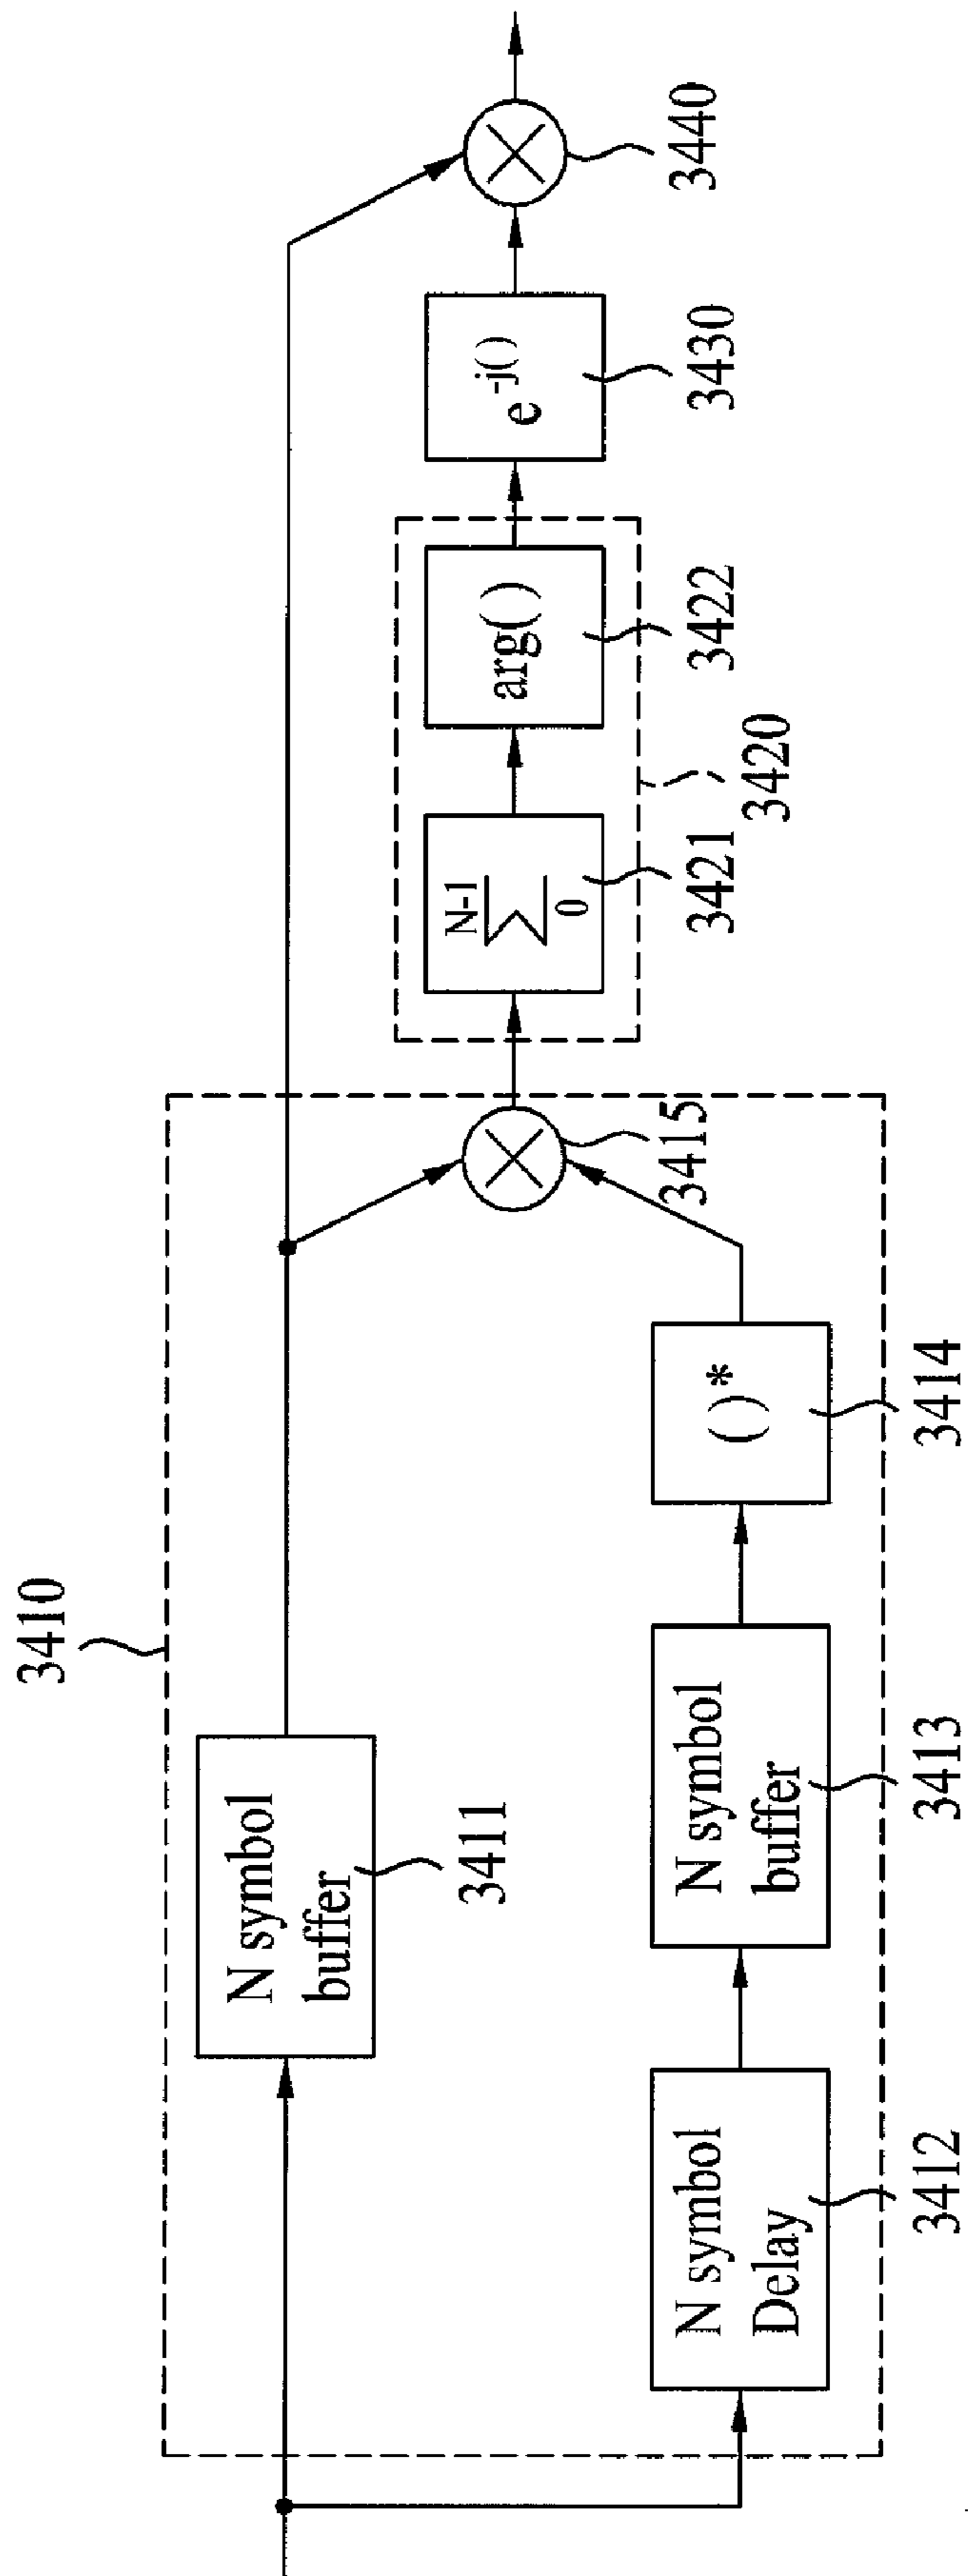 3410
N symbol
buffer
3411
N symbol
Delay
3412
N symbol
buffer
3413
( )*
3414
3415
N-1
∑
0
3421
arg( )
3422
3420
e-j()
3430
3440